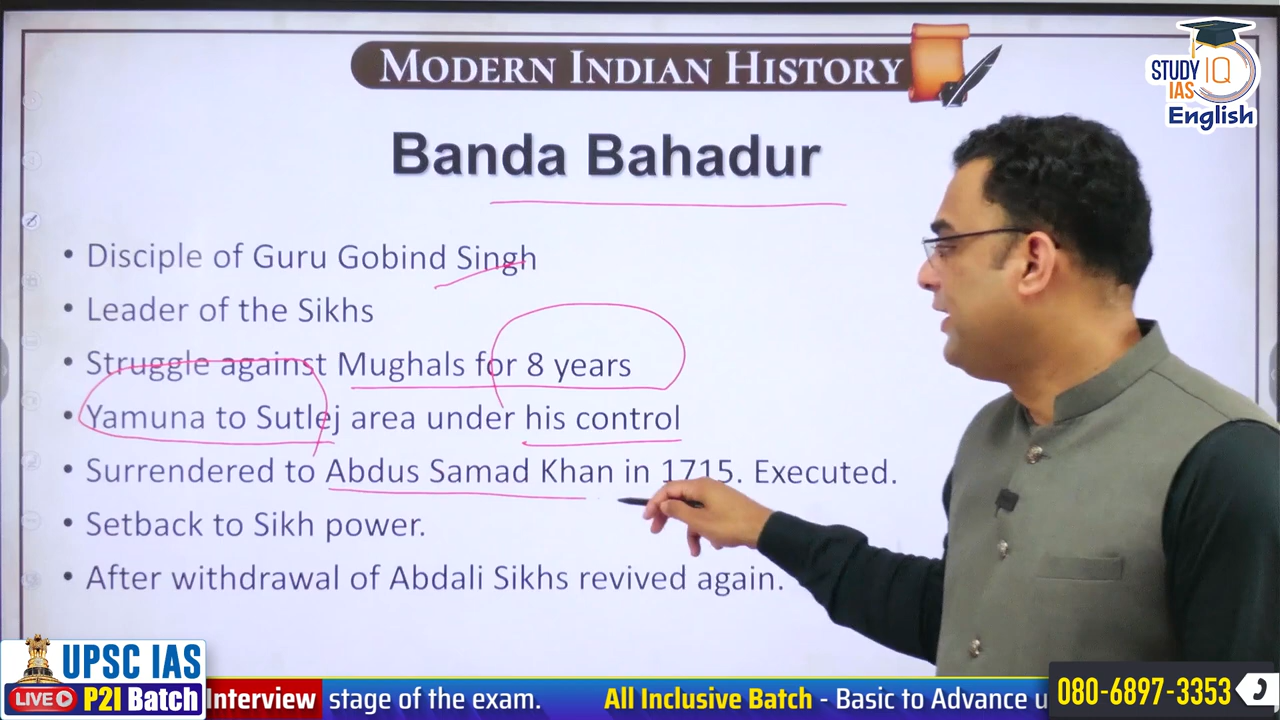 MODERN INDIAN HISTORY
STUDY IQ
IAS
English
Banda Bahadur
• Disciple of Guru Gobind Singh
• Leader of the Sikhs
• Struggle against Mughals for 8 years
• Yamuna to Sutlej area under his control
• Surrendered to Abdus Samad Khan in 1715. Executed.
• Setback to Sikh power.
• After withdrawal of Abdali Sikhs revived again.
UPSC IAS
LIVE P2I Batch
Interview stage of the exam. All Inclusive Batch - Basic to Advance u
080-6897-3353